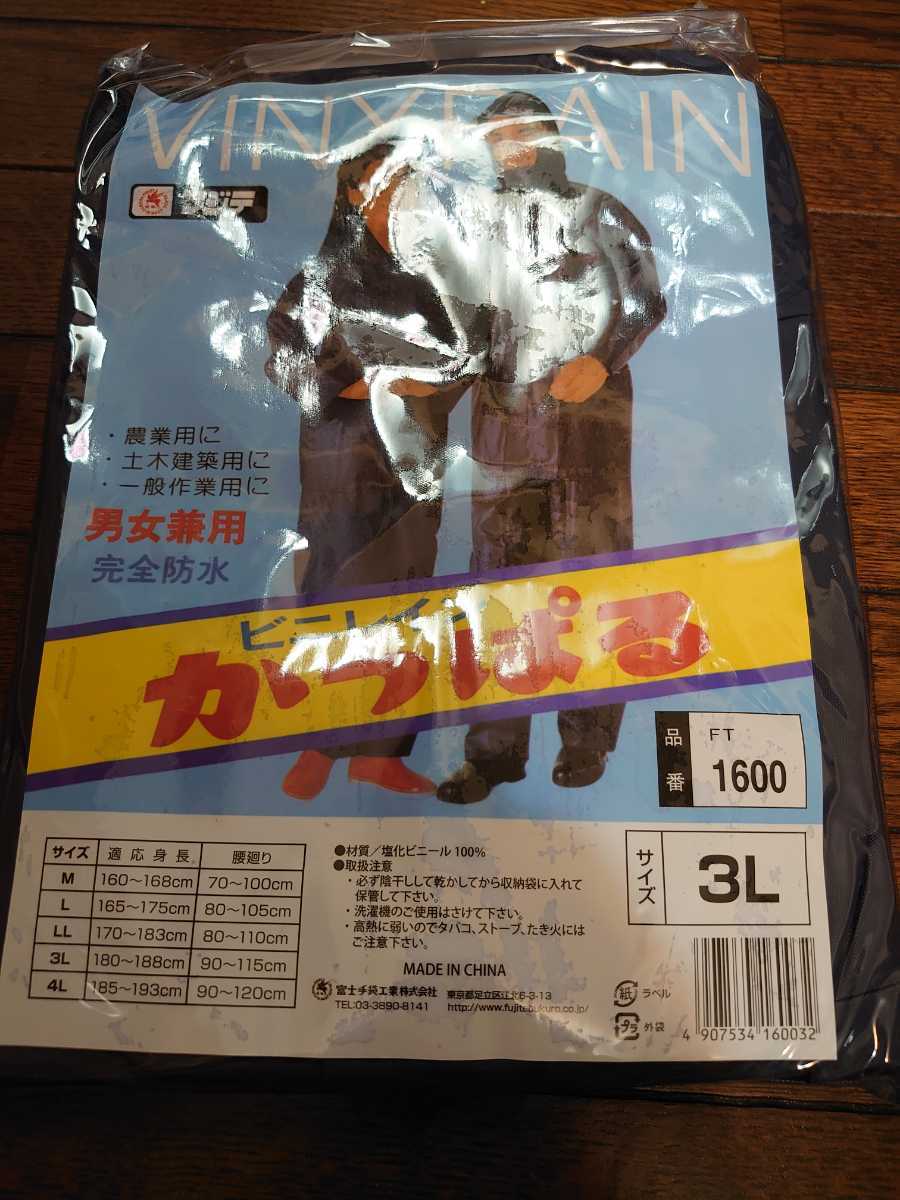 VINYRAIN
フジテ
・農業用に
・土木建築用に
・一般作業用に
男女兼用
完全防水
ビニレイン
かっぱる
品番 FT 1600
サイズ 適応身長 腰廻り
M 160〜168cm 70〜100cm
L 165〜175cm 80〜105cm
LL 170〜183cm 80〜110cm
3L 180〜188cm 90〜115cm
4L 185〜193cm 90〜120cm
●材質/塩化ビニール 100%
●取扱注意
・必ず陰干しして乾かしてから収納袋に入れて
保管して下さい。
・洗濯機のご使用はさけて下さい。
・高熱に弱いのでタバコ、ストーブ、たき火には
ご注意下さい。
MADE IN CHINA
富士手袋工業株式会社 東京都足立区江北6-3-13
TEL:03-3890-8141 http://www.fujitebukuro.co.jp/
サイズ 3L
紙 ラベル
プラ 外袋
4 907534 160032